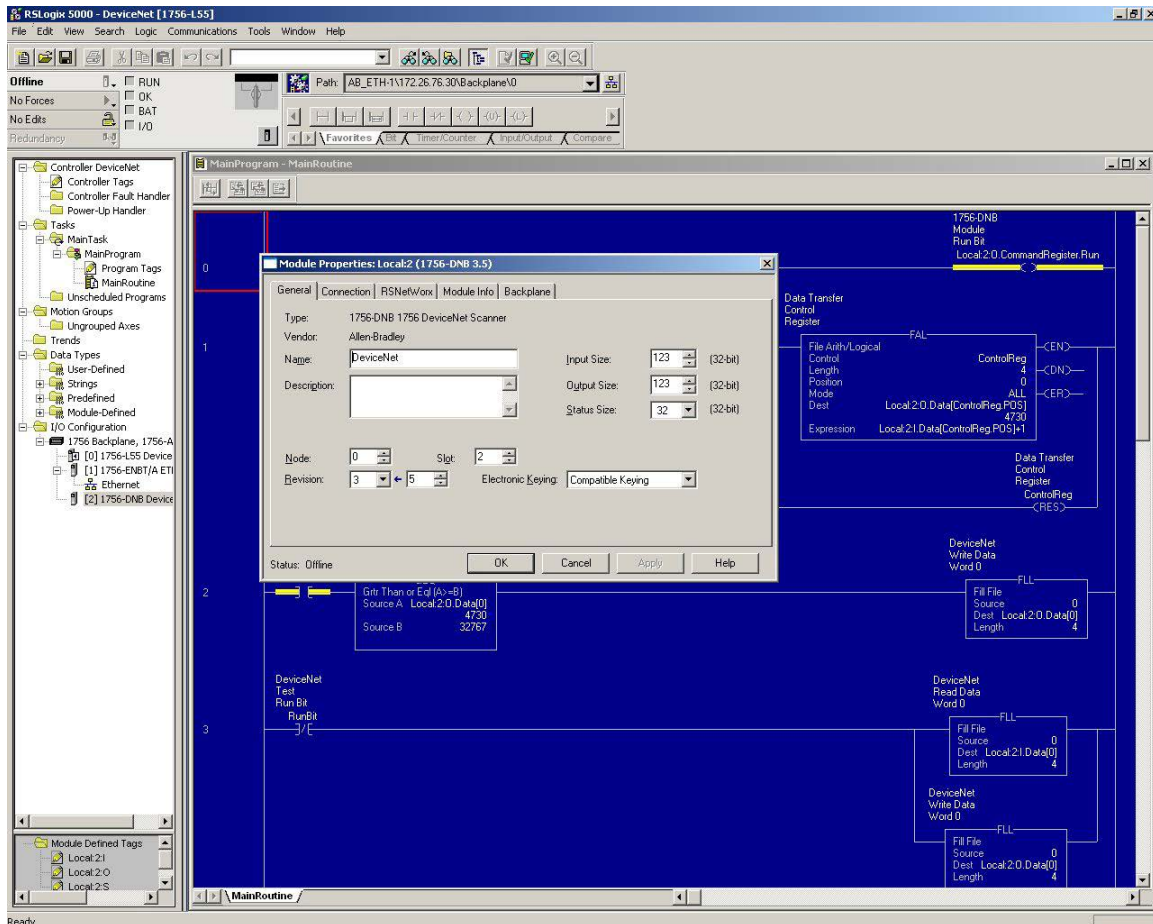 RSLogix 5000 - DeviceNet [1756-L55]
File Edit View Search Logic Communications Tools Window Help
Offline
RUN
No Forces
OK
No Edits
BAT
Redundancy
I/O
Path: AB_ETH-1\172.26.76.30\Backplane\0
Favorites
Bit
Timer/Counter
Input/Output
Compare
Controller DeviceNet
Controller Tags
Controller Fault Handler
Power-Up Handler
Tasks
MainTask
MainProgram
Program Tags
MainRoutine
Unscheduled Programs
Motion Groups
Ungrouped Axes
Trends
Data Types
User-Defined
Strings
Predefined
Module-Defined
I/O Configuration
1756 Backplane, 1756-A
[0] 1756-L55 Device
[1] 1756-ENBT/A ETI
Ethernet
[2] 1756-DNB Device
Module Defined Tags
Local:2:I
Local:2:O
Local:2:S
MainProgram - MainRoutine
0
1756-DNB
Module
Run Bit
Local:2:O.CommandRegister.Run
Module Properties: Local:2 (1756-DNB 3.5)
General Connection RSNetWorx Module Info Backplane
Type: 1756-DNB 1756 DeviceNet Scanner
Vendor: Allen-Bradley
Name: DeviceNet
Description:
Input Size: 123 (32-bit)
Output Size: 123 (32-bit)
Status Size: 32 (32-bit)
Node: 0 Slot: 2
Revision: 3 5 Electronic Keying: Compatible Keying
Status: Offline
OK Cancel Apply Help
1
Data Transfer
Control
Register
FAL
File Arith/Logical
Control ControlReg
Length 4
Position 0
Mode ALL
Dest Local:2:O.Data[ControlReg.POS]
4730
Expression Local:2:I.Data[ControlReg.POS]+1
EN
DN
ER
Data Transfer
Control
Register
ControlReg
RES
2
Grtr Than or Eql (A>=B)
Source A Local:2:O.Data[0]
4730
Source B 32767
DeviceNet
Write Data
Word 0
FLL
Fill File
Source 0
Dest Local:2:O.Data[0]
Length 4
3
DeviceNet
Test
Run Bit
RunBit
DeviceNet
Read Data
Word 0
FLL
Fill File
Source 0
Dest Local:2:I.Data[0]
Length 4
DeviceNet
Write Data
Word 0
FLL
Fill File
Source 0
Dest Local:2:O.Data[0]
Length 4
MainRoutine
Ready